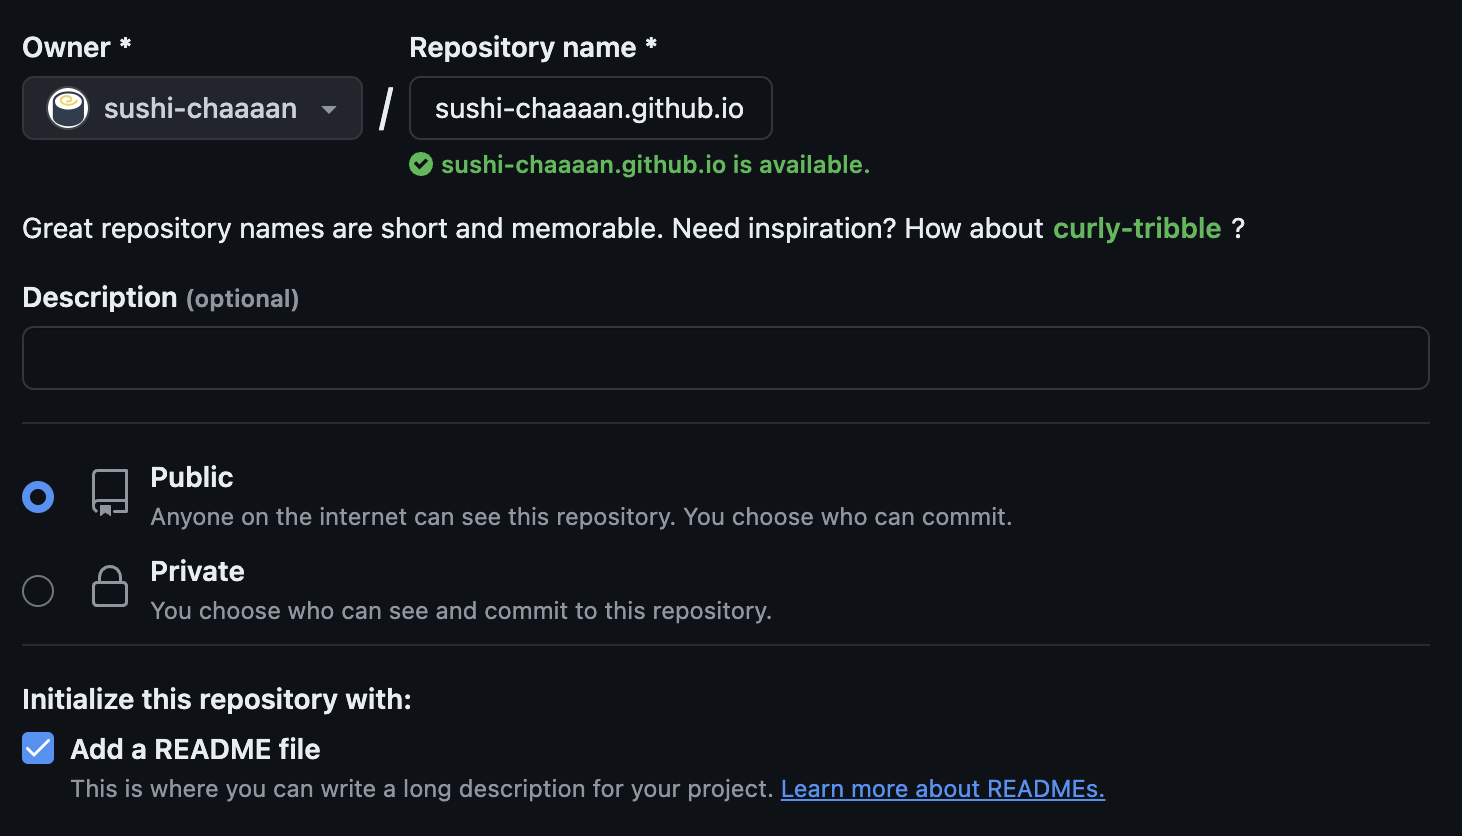 Owner *
Repository name *
sushi-chaaaan
/
sushi-chaaaan.github.io
sushi-chaaaan.github.io is available.
Great repository names are short and memorable. Need inspiration? How about curly-tribble ?
Description (optional)
Public
Anyone on the internet can see this repository. You choose who can commit.
Private
You choose who can see and commit to this repository.
Initialize this repository with:
Add a README file
This is where you can write a long description for your project. Learn more about READMEs.